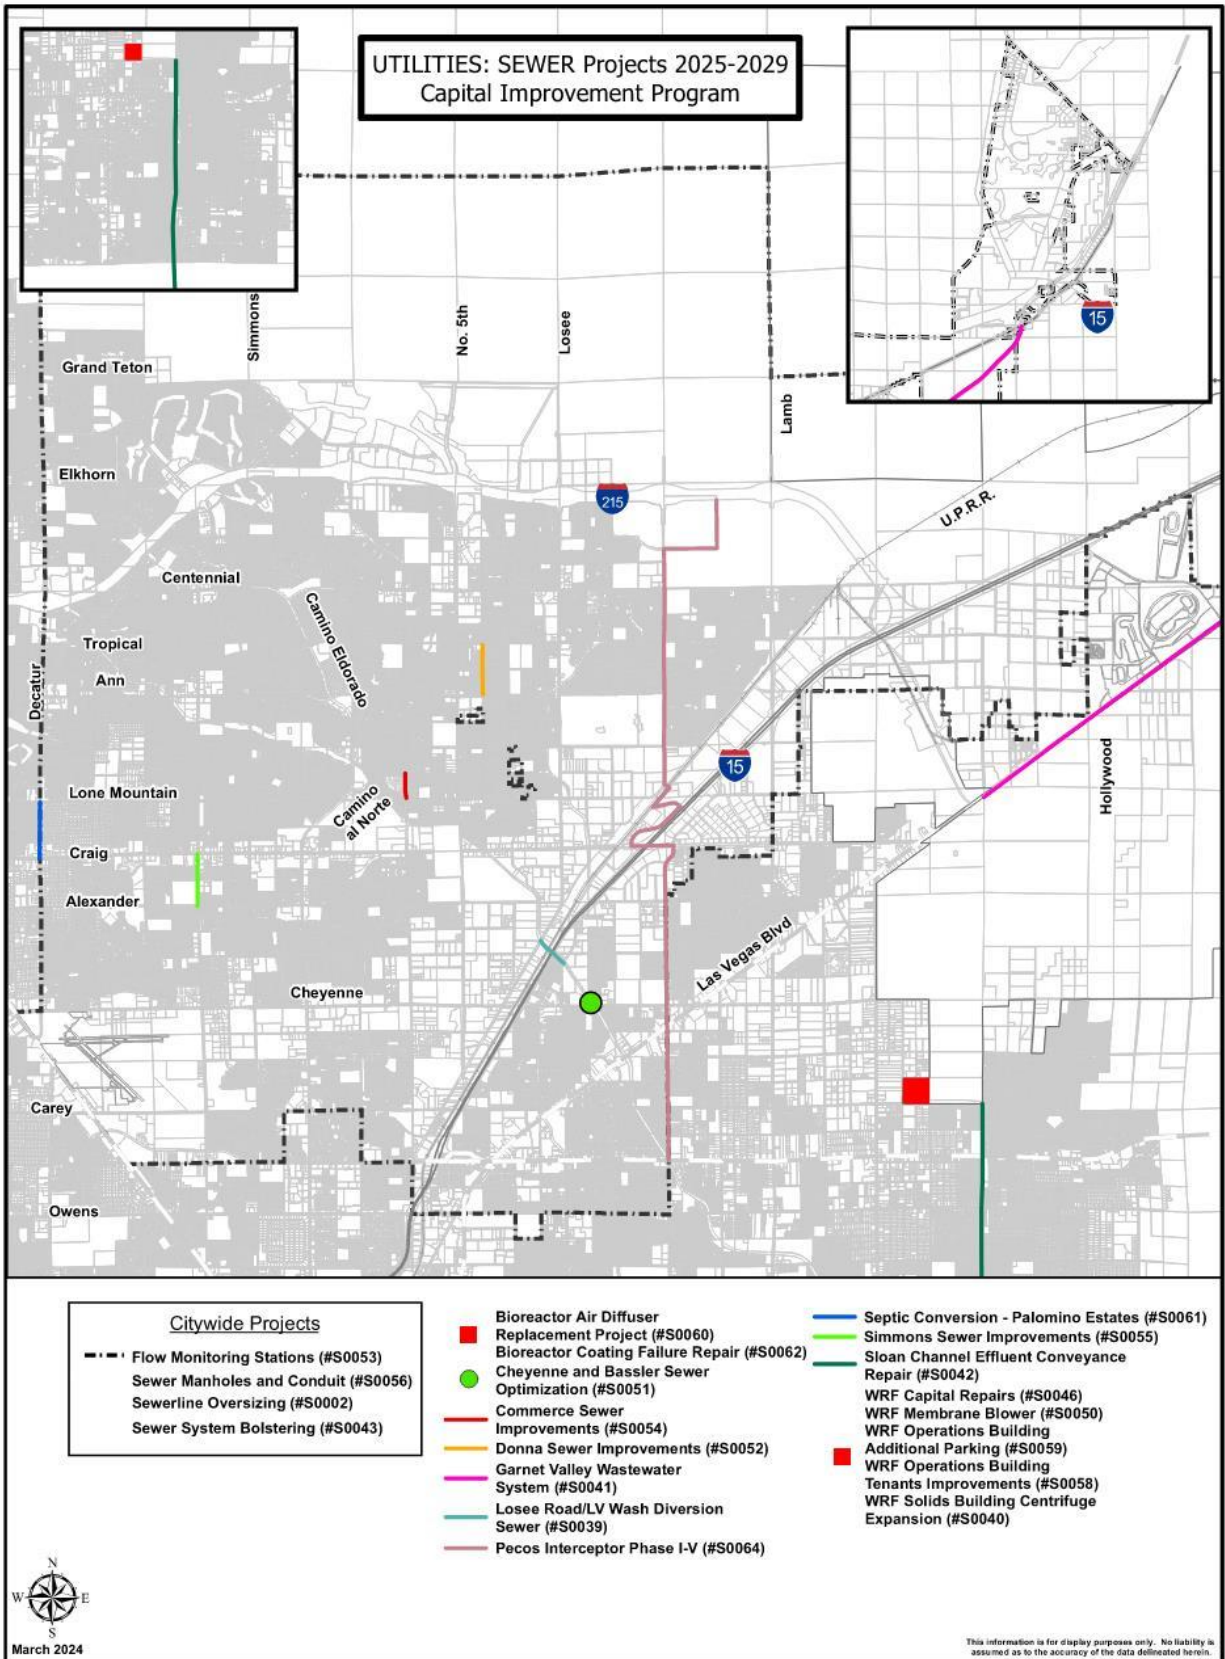 UTILITIES: SEWER Projects 2025-2029
Capital Improvement Program
Simmons
No. 5th
Losee
Lamb
15
Grand Teton
Elkhorn
215
U.P.R.R.
Centennial
Camino Eldorado
Tropical
Ann
Decatur
15
Hollywood
Lone Mountain
Camino
al Norte
Craig
Alexander
Las Vegas Blvd
Cheyenne
Carey
Owens
Citywide Projects
Flow Monitoring Stations (#S0053)
Sewer Manholes and Conduit (#S0056)
Sewerline Oversizing (#S0002)
Sewer System Bolstering (#S0043)
Bioreactor Air Diffuser
Replacement Project (#S0060)
Bioreactor Coating Failure Repair (#S0062)
Cheyenne and Bassler Sewer
Optimization (#S0051)
Commerce Sewer
Improvements (#S0054)
Donna Sewer Improvements (#S0052)
Garnet Valley Wastewater
System (#S0041)
Losee Road/LV Wash Diversion
Sewer (#S0039)
Pecos Interceptor Phase I-V (#S0064)
Septic Conversion - Palomino Estates (#S0061)
Simmons Sewer Improvements (#S0055)
Sloan Channel Effluent Conveyance
Repair (#S0042)
WRF Capital Repairs (#S0046)
WRF Membrane Blower (#S0050)
WRF Operations Building
Additional Parking (#S0059)
WRF Operations Building
Tenants Improvements (#S0058)
WRF Solids Building Centrifuge
Expansion (#S0040)
N
W
E
S
March 2024
This information is for display purposes only. No liability is
assumed as to the accuracy of the data delineated herein.